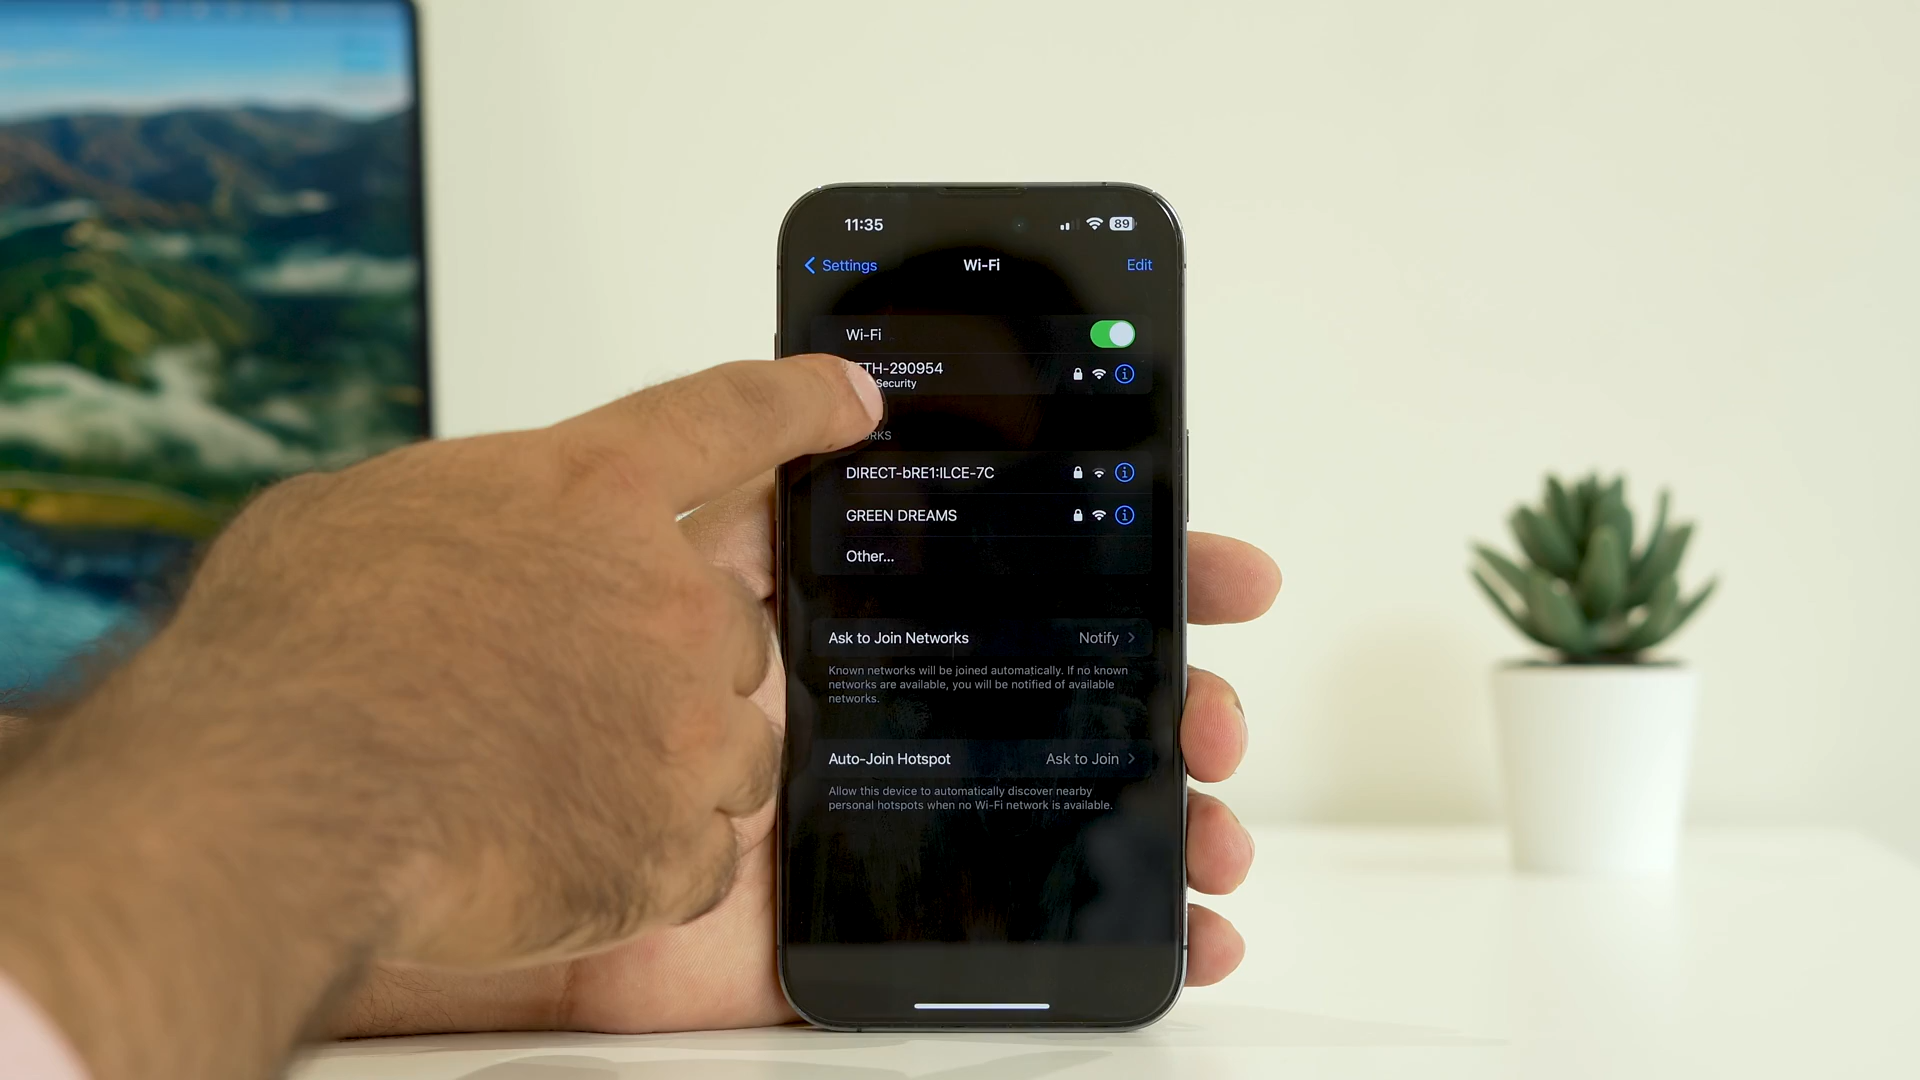 11:35
89
Settings
Wi-Fi
Edit
Wi-Fi
TH-290954
Security
DIRECT-bRE1:ILCE-7C
GREEN DREAMS
Other...
Ask to Join Networks
Notify
Known networks will be joined automatically. If no known
networks are available, you will be notified of available
networks.
Auto-Join Hotspot
Ask to Join
Allow this device to automatically discover nearby
personal hotspots when no Wi-Fi network is available.